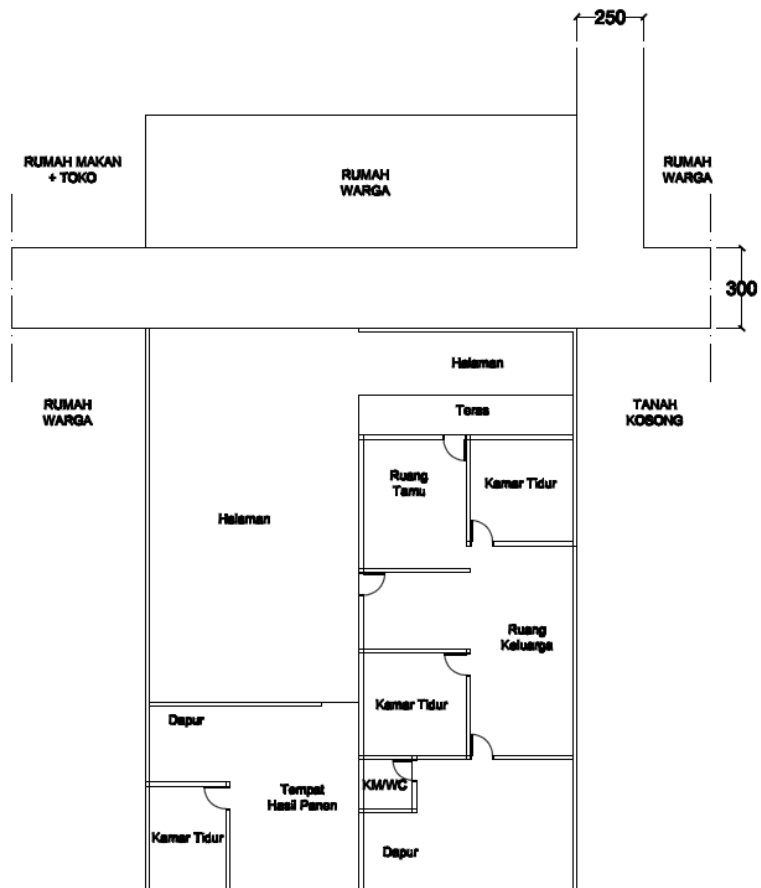 250
RUMAH MAKAN
+ TOKO
RUMAH
WARGA
RUMAH
WARGA
300
Halaman
RUMAH
WARGA
Teras
TANAH
KOSONG
Ruang
Tamu
Kamar Tidur
Halaman
Ruang
Keluarga
Kamar Tidur
Dapur
Tempat
Hasil Panen
KM/WC
Kamar Tidur
Dapur